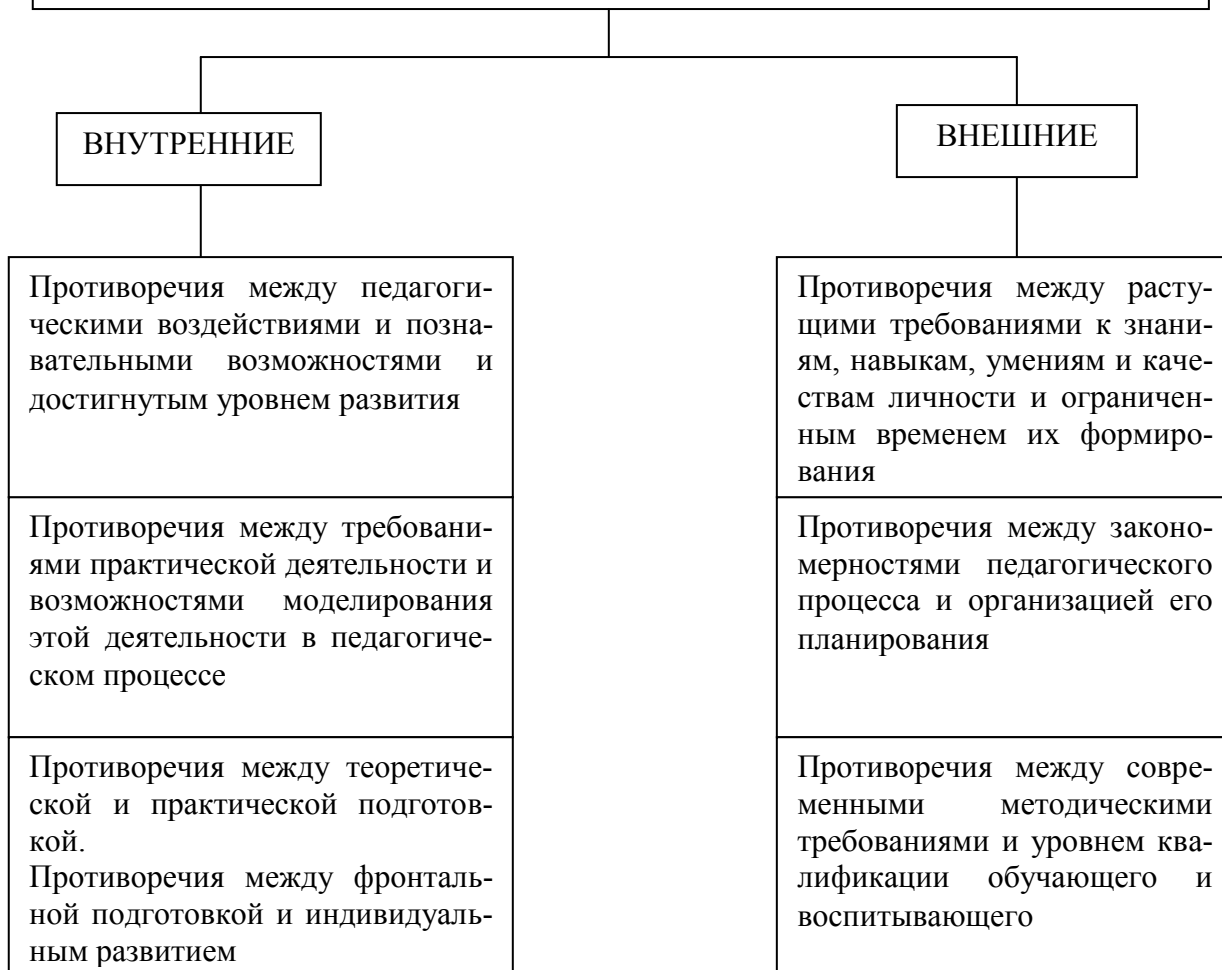 ВНУТРЕННИЕ
ВНЕШНИЕ
Противоречия между педагоги-
ческими воздействиями и позна-
вательными возможностями и
достигнутым уровнем развития
Противоречия между требовани-
ями практической деятельности и
возможностями моделирования
этой деятельности в педагогиче-
ском процессе
Противоречия между теоретиче-
ской и практической подготов-
кой.
Противоречия между фронталь-
ной подготовкой и индивидуаль-
ным развитием
Противоречия между расту-
щими требованиями к знани-
ям, навыкам, умениям и каче-
ствам личности и ограничен-
ным временем их формиро-
вания
Противоречия между законо-
мерностями педагогического
процесса и организацией его
планирования
Противоречия между совре-
менными методическими
требованиями и уровнем ква-
лификации обучающего и
воспитывающего